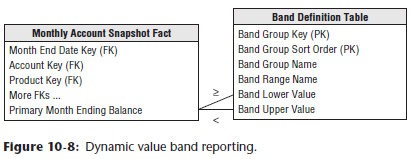 Monthly Account Snapshot Fact
Month End Date Key (FK)
Account Key (FK)
Product Key (FK)
More FKs ...
Primary Month Ending Balance
≥
<
Band Definition Table
Band Group Key (PK)
Band Group Sort Order (PK)
Band Group Name
Band Range Name
Band Lower Value
Band Upper Value
Figure 10-8: Dynamic value band reporting.